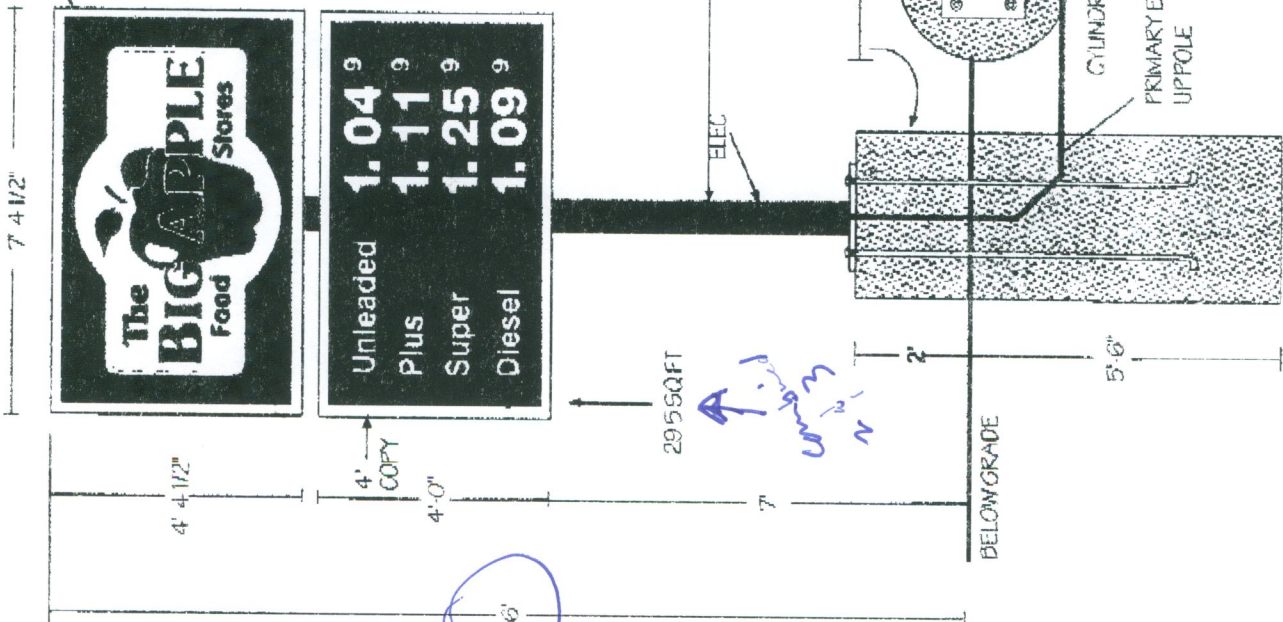 7' 4 1/2"
The
BIG APPLE
Food Stores
Unleaded 1.04 9
Plus 1.11 9
Super 1.25 9
Diesel 1.09 9
4' 4 1/2"
4'
COPY
4'-0"
29.5 SQ FT
7'
6'
ELEC
BELOW GRADE
2'
5'-6"
CYLINDR
PRIMARY E
UP POLE